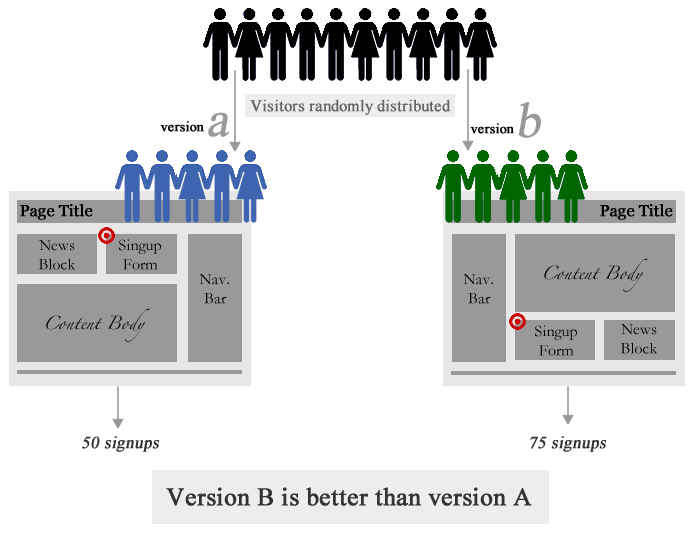 Visitors randomly distributed
version a
version b
Page Title
News
Block
Singup
Form
Nav.
Bar
Content Body
50 signups
Page Title
Nav.
Bar
Content Body
Singup
Form
News
Block
75 signups
Version B is better than version A